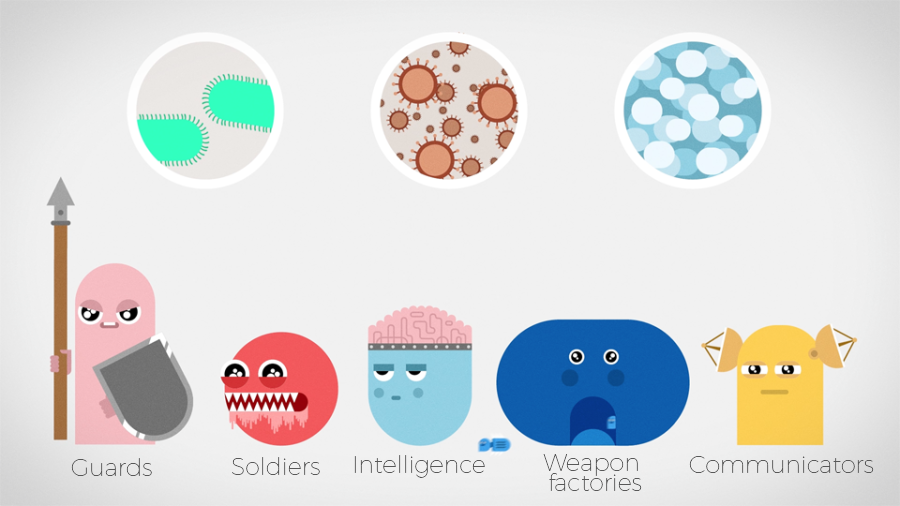 Guards
Soldiers
Intelligence
Weapon
factories
Communicators